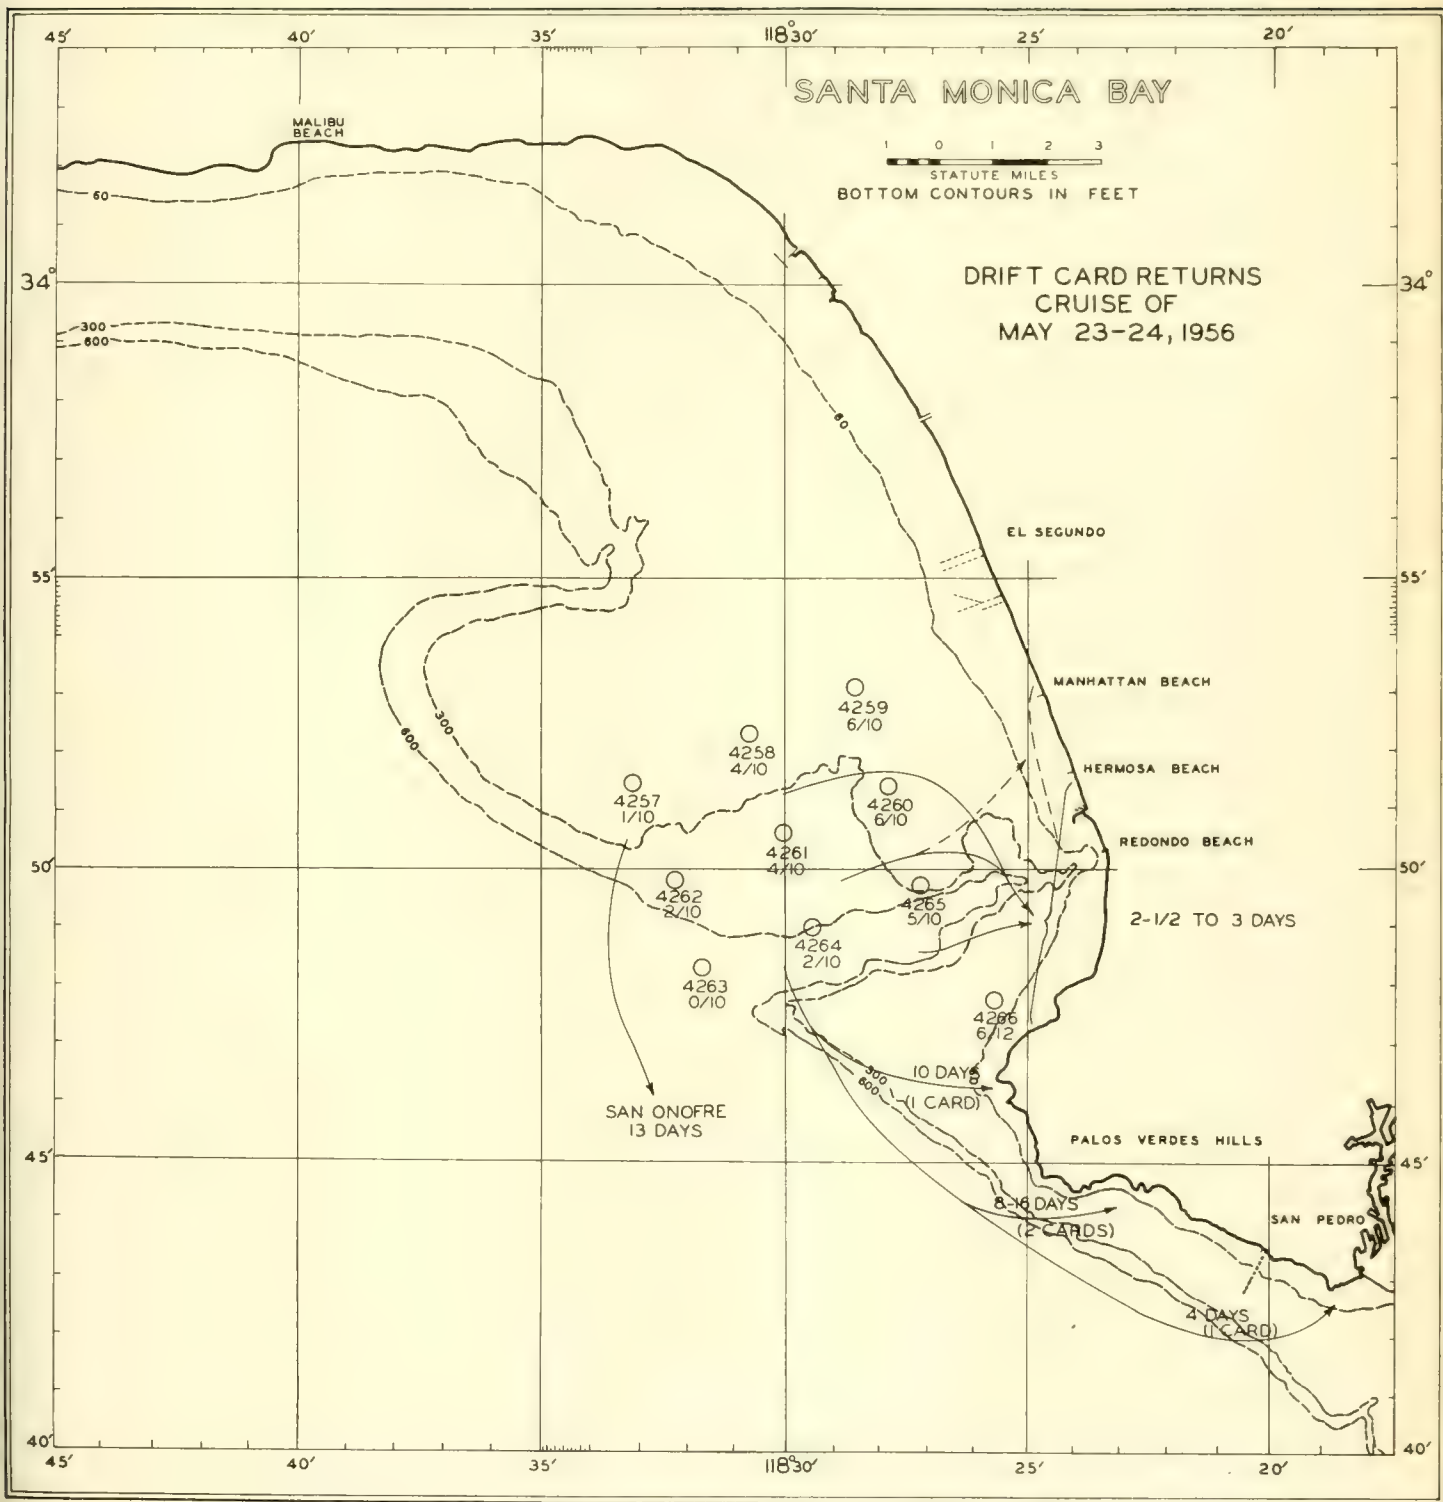 45′ 40′ 35′ 118°30′ 25′ 20′
SANTA MONICA BAY
MALIBU
BEACH
1 0 1 2 3
STATUTE MILES
BOTTOM CONTOURS IN FEET
60
34° 34°
DRIFT CARD RETURNS
CRUISE OF
MAY 23-24, 1956
300
600
60
EL SEGUNDO
55′ 55′
MANHATTAN BEACH
4259
6/10
300
600
4258
4/10
HERMOSA BEACH
4257
1/10
4260
6/10
REDONDO BEACH
4261
4/10
50′ 50′
4262
2/10
4265
5/10
2-1/2 TO 3 DAYS
4264
2/10
4263
0/10
4266
6/12
300
600
10 DAYS
(1 CARD)
60
SAN ONOFRE
13 DAYS
PALOS VERDES HILLS
45′ 45′
8-16 DAYS
(2 CARDS)
SAN PEDRO
4 DAYS
(1 CARD)
40′ 40′
45′ 40′ 35′ 118°30′ 25′ 20′